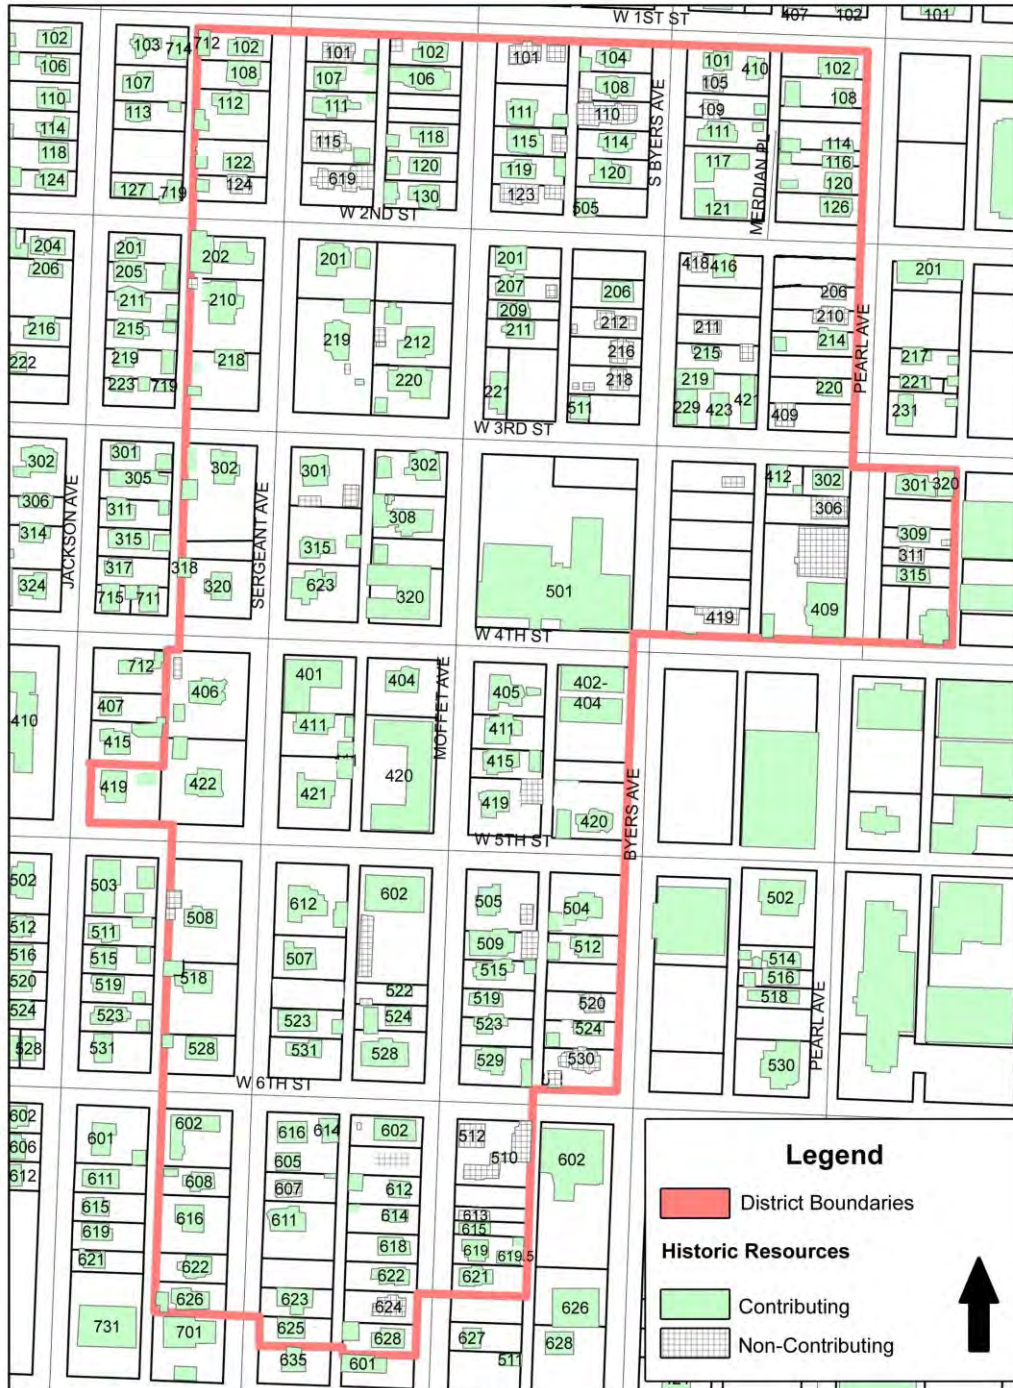 W 1ST ST
407 102 101
102 103 714 712 102 101 102 101 104 101 410 102
106 107 108 107 106 108 105 108
110 113 112 111 111 110 109
114 115 118 115 114 111 114
118 122 120 119 120 117 116
124 127 719 124 619 130 123 505 121 120
126
S BYERS AVE
MERDIAN PL
W 2ND ST
204 201 202 201 201 418 416 201
206 205 210 207 206 206
211 209 212 211 210
216 215 219 212 211 216 215 214 217
222 219 218 220 218 219 220 221
223 719 221 511 229 423 421 409 231
PEARL AVE
W 3RD ST
302 301 302 301 302 412 302 301 320
306 305 308 306 309
314 311 311
315 315 315
324 317 318 320 623 320 501 419 409
715 711
JACKSON AVE
SERGEANT AVE
W 4TH ST
712 406 401 404 405 402-
404
410 407 411 411
415 415
419 422 421 420 419 420
MOFFET AVE
BYERS AVE
W 5TH ST
502 503 508 612 602 505 504 502
512 511 507 509 512 514
516 515 518 515 516
520 519 522 519 520 518
524 523 523 524 523 524
528 531 528 531 528 529 530 530
PEARL AVE
W 6TH ST
602 601 602 616 614 602 512 510 602
606 605
612 611 608 607 612
615 616 611 614 613
615
619 618 619 619.5
621 622 622 621
626 623 624 626
731 701 625 628 627 628
635 601 511
Legend
District Boundaries
Historic Resources
Contributing
Non-Contributing